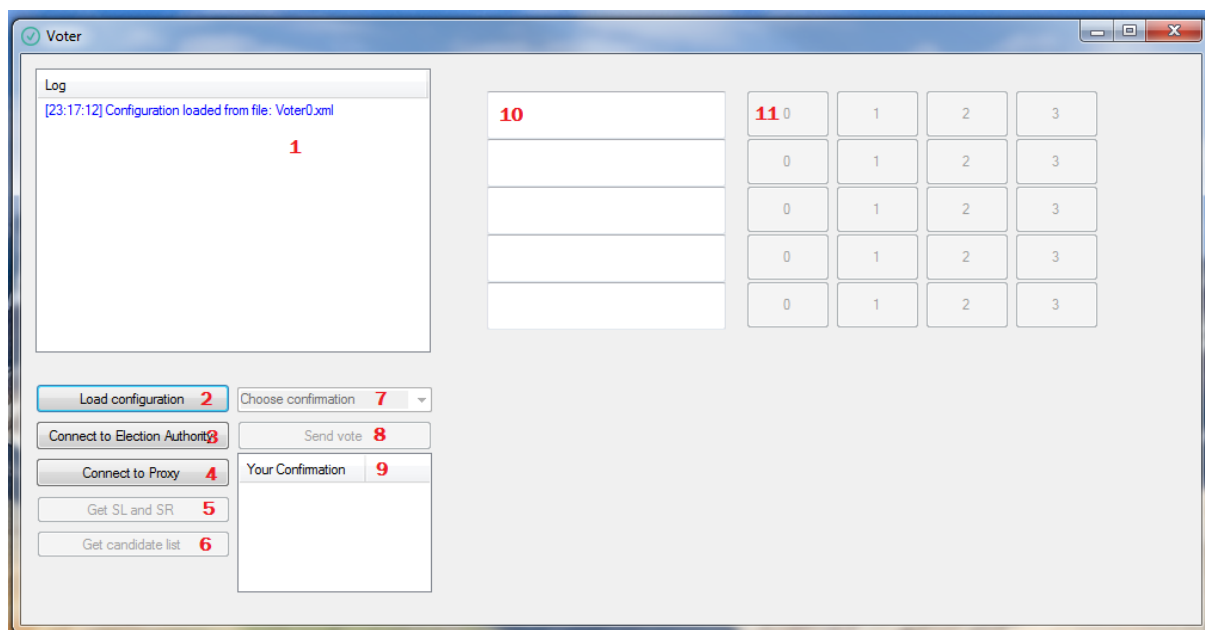 Voter
Log
[23:17:12] Configuration loaded from file: Voter0.xml
1
10
11 0 1 2 3
0 1 2 3
0 1 2 3
0 1 2 3
0 1 2 3
Load configuration 2
Choose confirmation 7
Connect to Election Authority 3
Send vote 8
Connect to Proxy 4
Your Confirmation 9
Get SL and SR 5
Get candidate list 6